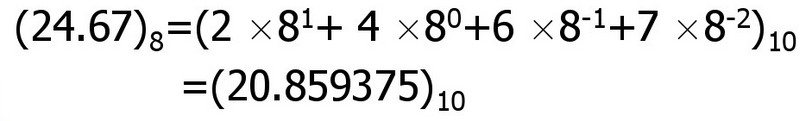 (24.67)₈=(2 ×8¹+ 4 ×8⁰+6 ×8⁻¹+7 ×8⁻²)₁₀
=(20.859375)₁₀